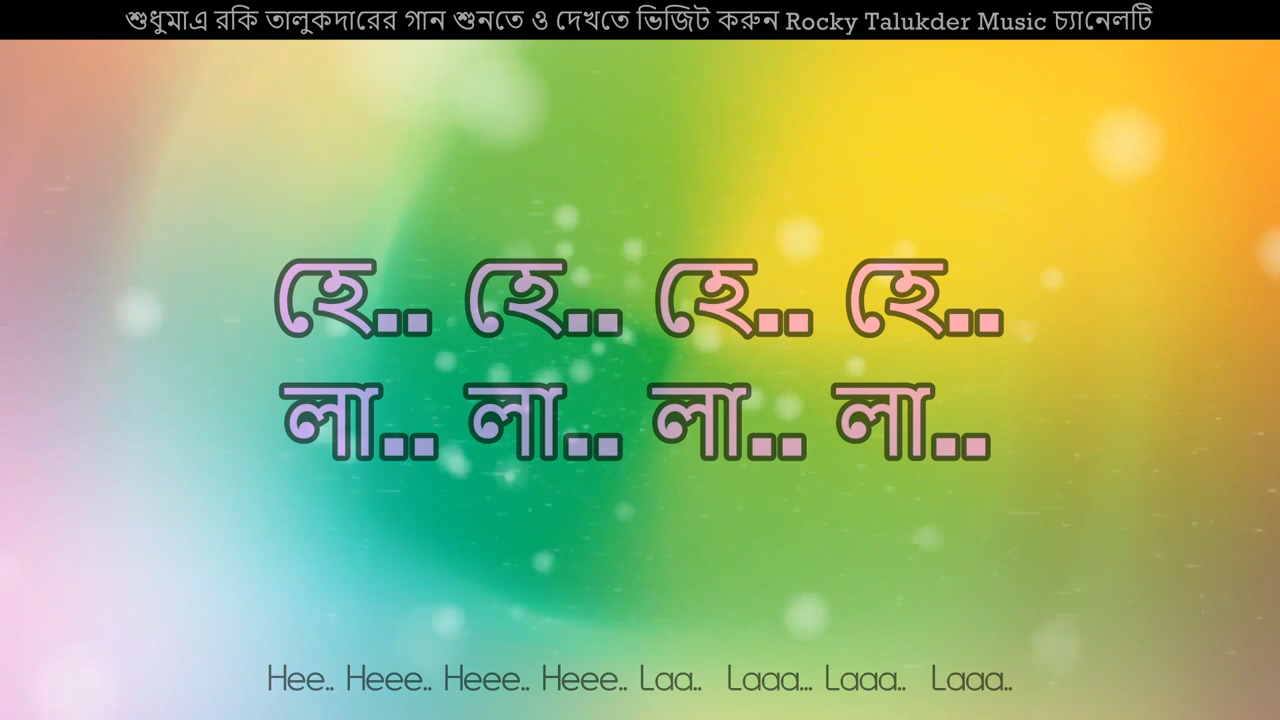 শুধুমাএ রকি তালুকদারের গান শুনতে ও দেখতে ভিজিট করুন Rocky Talukder Music চ্যানেলটি
হে.. হে.. হে.. হে..
লা.. লা.. লা.. লা..
Hee.. Heee.. Heee.. Heee.. Laa.. Laaa... Laaa.. Laaa..